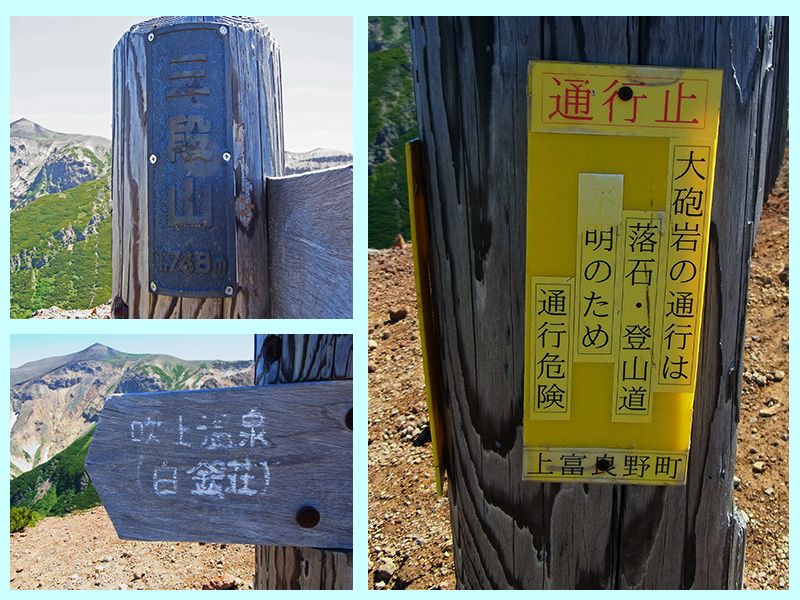 三段山
1,748m
吹上温泉
(白銀荘)
通行止
大砲岩の通行は
落石・登山道
明のため
通行危険
上富良野町